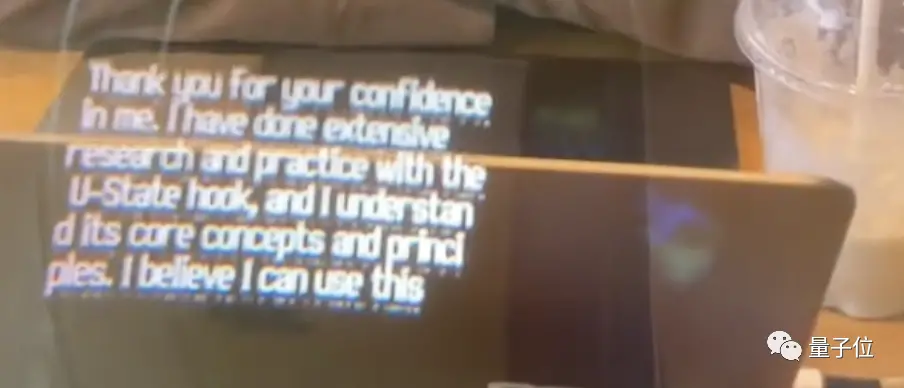 Thank you for your confidence
in me. I have done extensive
research and practice with the
U-State hook, and I understan
d its core concepts and princi
ples. I believe I can use this
量子位